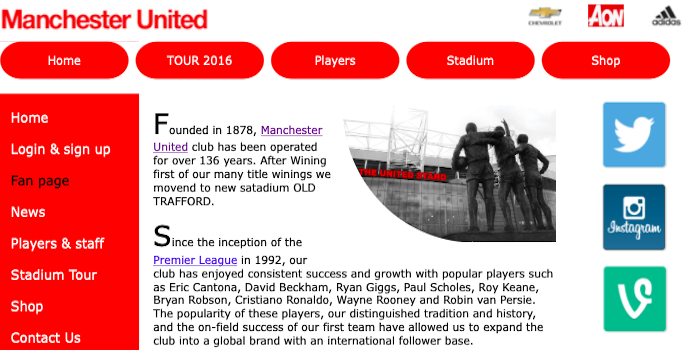 Manchester United
CHEVROLET
AON
adidas
Home
TOUR 2016
Players
Stadium
Shop
Home
Login & sign up
Fan page
News
Players & staff
Stadium Tour
Shop
Contact Us
Founded in 1878, Manchester
United club has been operated
for over 136 years. After Wining
first of our many title winings we
movend to new satadium OLD
TRAFFORD.
THE UNITED STAND
Since the inception of the
Premier League in 1992, our
club has enjoyed consistent success and growth with popular players such
as Eric Cantona, David Beckham, Ryan Giggs, Paul Scholes, Roy Keane,
Bryan Robson, Cristiano Ronaldo, Wayne Rooney and Robin van Persie.
The popularity of these players, our distinguished tradition and history,
and the on-field success of our first team have allowed us to expand the
club into a global brand with an international follower base.
Instagram